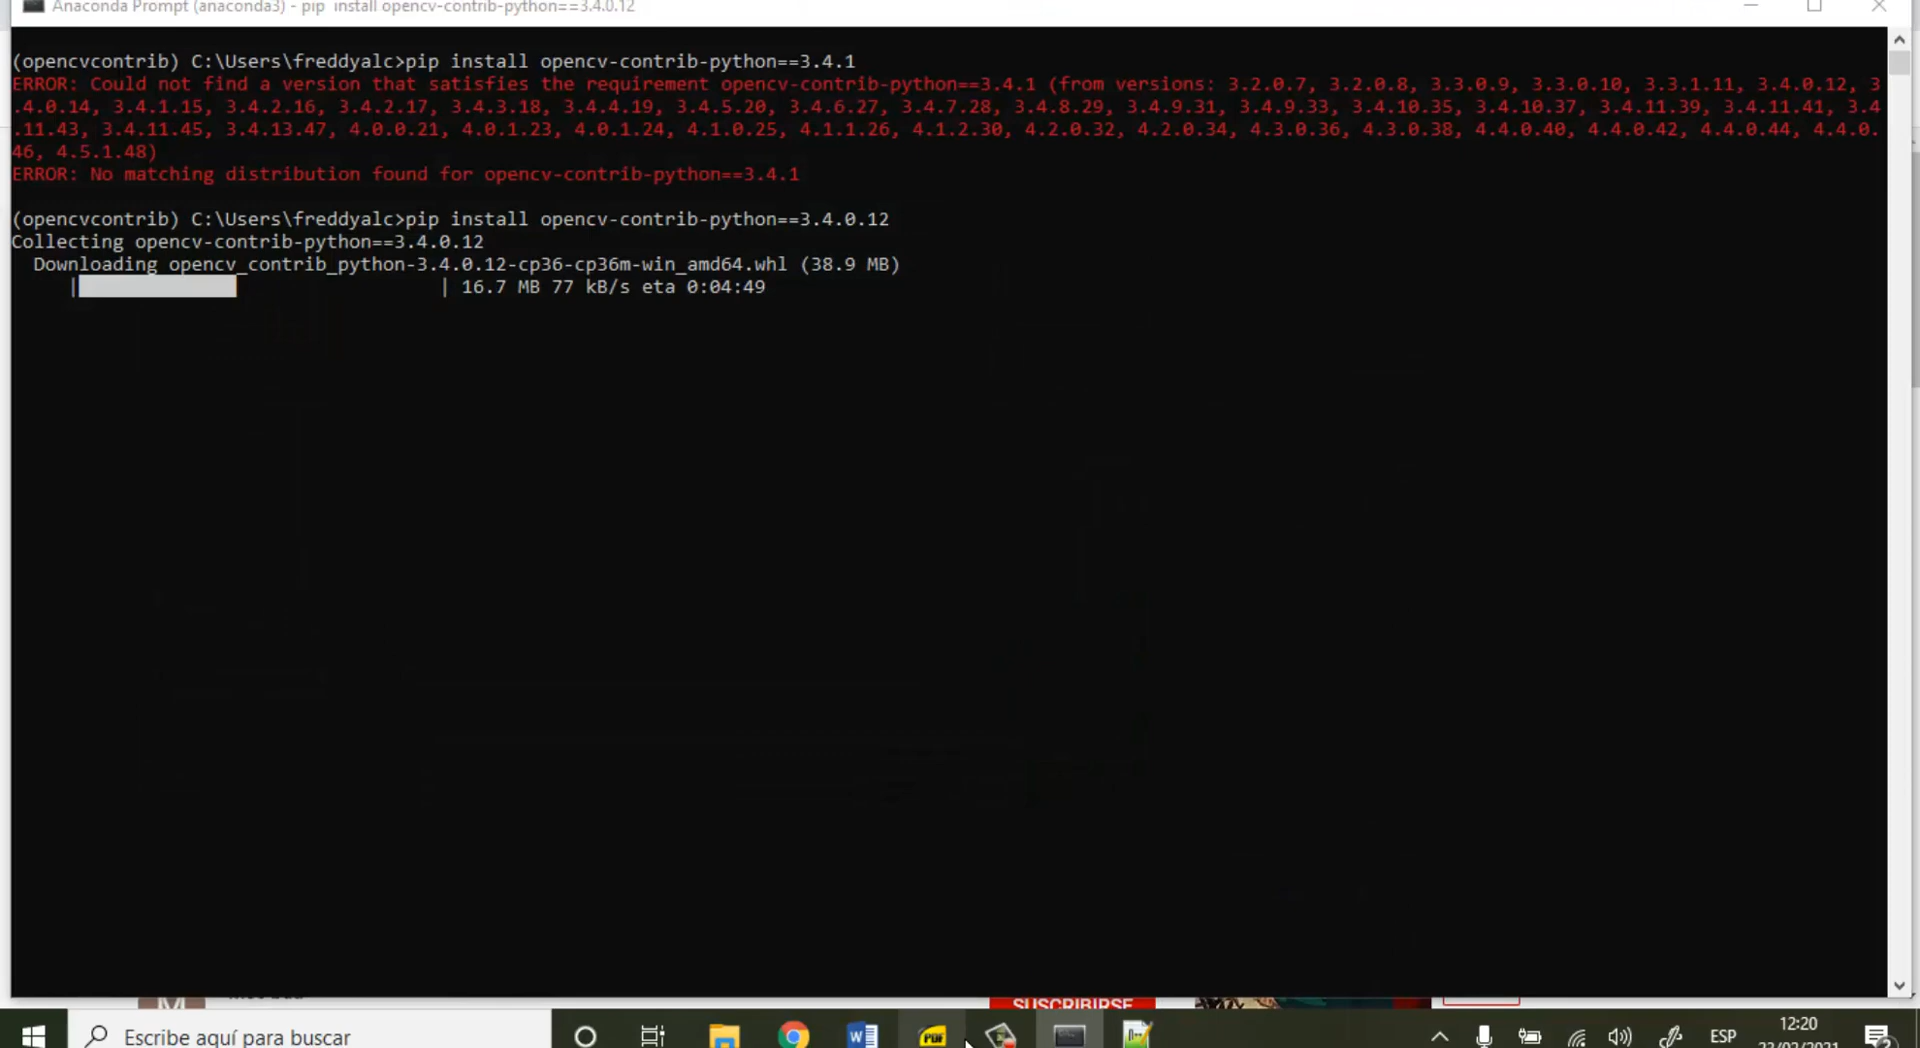 Anaconda Prompt (anaconda3) - pip  install opencv-contrib-python==3.4.0.12
(opencvcontrib) C:\Users\freddyalc>pip install opencv-contrib-python==3.4.1
ERROR: Could not find a version that satisfies the requirement opencv-contrib-python==3.4.1 (from versions: 3.2.0.7, 3.2.0.8, 3.3.0.9, 3.3.0.10, 3.3.1.11, 3.4.0.12, 3
.4.0.14, 3.4.1.15, 3.4.2.16, 3.4.2.17, 3.4.3.18, 3.4.4.19, 3.4.5.20, 3.4.6.27, 3.4.7.28, 3.4.8.29, 3.4.9.31, 3.4.9.33, 3.4.10.35, 3.4.10.37, 3.4.11.39, 3.4.11.41, 3.4
.11.43, 3.4.11.45, 3.4.13.47, 4.0.0.21, 4.0.1.23, 4.0.1.24, 4.1.0.25, 4.1.1.26, 4.1.2.30, 4.2.0.32, 4.2.0.34, 4.3.0.36, 4.3.0.38, 4.4.0.40, 4.4.0.42, 4.4.0.44, 4.4.0.
46, 4.5.1.48)
ERROR: No matching distribution found for opencv-contrib-python==3.4.1
(opencvcontrib) C:\Users\freddyalc>pip install opencv-contrib-python==3.4.0.12
Collecting opencv-contrib-python==3.4.0.12
Downloading opencv_contrib_python-3.4.0.12-cp36-cp36m-win_amd64.whl (38.9 MB)
| | 16.7 MB 77 kB/s eta 0:04:49
SUSCRIBIRSE
Escribe aquí para buscar
PDF
ESP
12:20